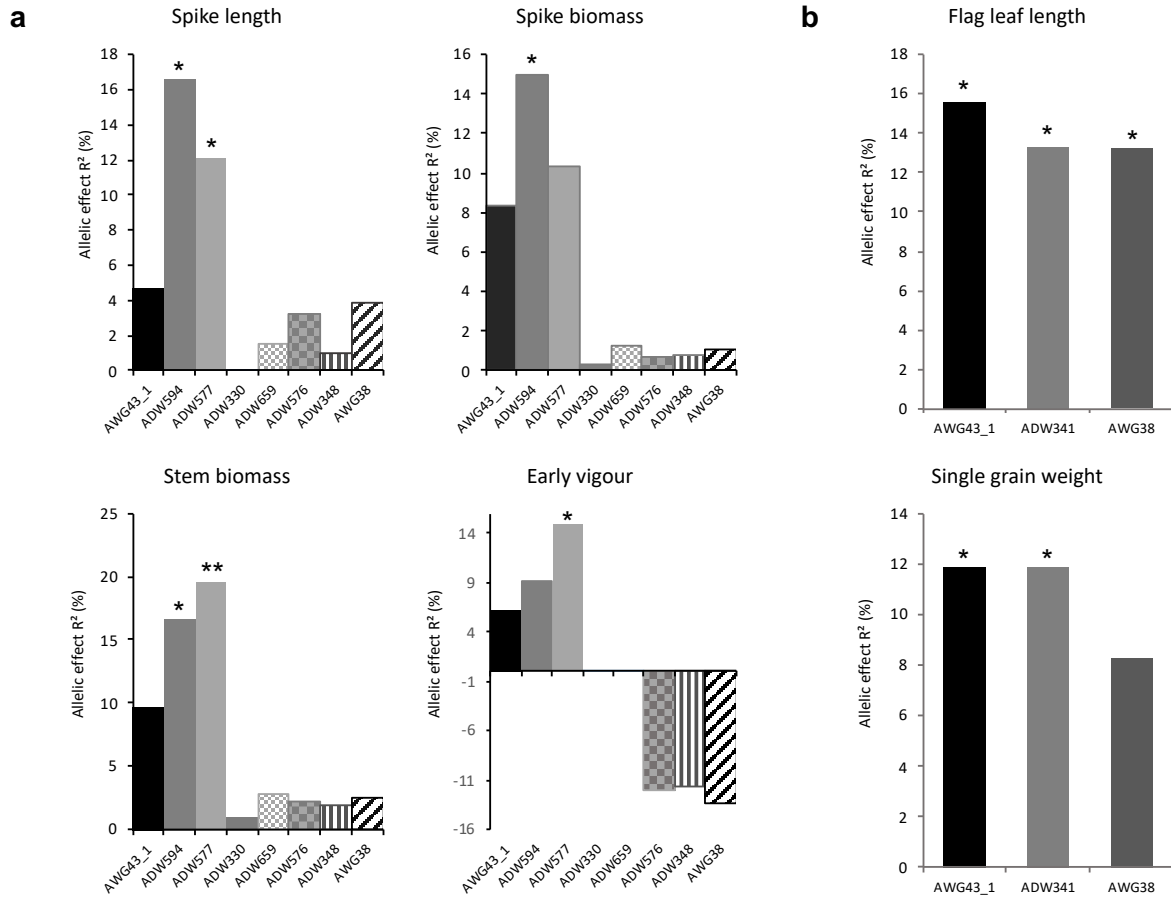 a
Spike length
Allelic effect R² (%)
18
16
14
12
10
8
6
4
2
0
*
*
AWG43_1
ADW594
ADW577
ADW330
ADW659
ADW576
ADW348
AWG38
Spike biomass
Allelic effect R² (%)
16
14
12
10
8
6
4
2
0
*
AWG43_1
ADW594
ADW577
ADW330
ADW659
ADW576
ADW348
AWG38
b
Flag leaf length
Allelic effect R² (%)
18
16
14
12
10
8
6
4
2
0
*
*
*
AWG43_1 ADW341 AWG38
Stem biomass
Allelic effect R² (%)
25
20
15
10
5
0
*
**
AWG43_1
ADW594
ADW577
ADW330
ADW659
ADW576
ADW348
AWG38
Early vigour
Allelic effect R² (%)
14
9
4
-1
-6
-11
-16
*
AWG43_1
ADW594
ADW577
ADW330
ADW659
ADW576
ADW348
AWG38
Single grain weight
Allelic effect R² (%)
14
12
10
8
6
4
2
0
*
*
AWG43_1 ADW341 AWG38